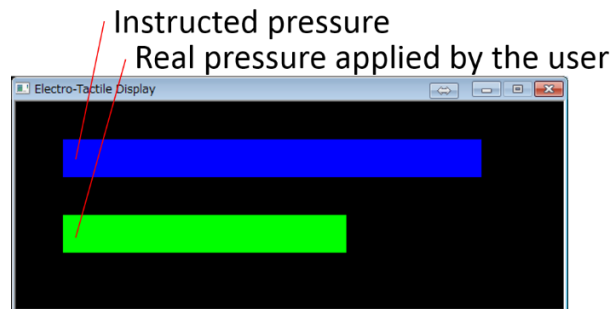 Instructed pressure
Real pressure applied by the user
Electro-Tactile Display